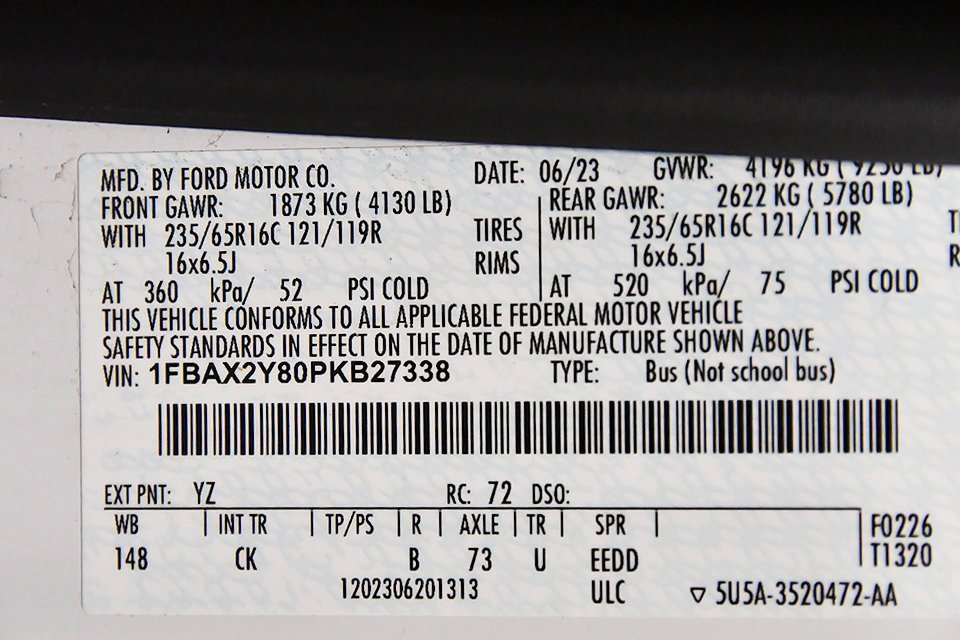 MFD. BY FORD MOTOR CO. DATE: 06/23 GVWR: 4196 KG ( 9250 LB)
FRONT GAWR: 1873 KG ( 4130 LB) REAR GAWR: 2622 KG ( 5780 LB)
WITH 235/65R16C 121/119R TIRES WITH 235/65R16C 121/119R
16x6.5J RIMS 16x6.5J
AT 360 kPa/ 52 PSI COLD AT 520 kPa/ 75 PSI COLD
THIS VEHICLE CONFORMS TO ALL APPLICABLE FEDERAL MOTOR VEHICLE
SAFETY STANDARDS IN EFFECT ON THE DATE OF MANUFACTURE SHOWN ABOVE.
VIN: 1FBAX2Y80PKB27338 TYPE: Bus (Not school bus)
EXT PNT: YZ RC: 72 DSO:
WB INT TR TP/PS R AXLE TR SPR F0226
148 CK B 73 U EEDD T1320
1202306201313 ULC ▽ 5U5A-3520472-AA